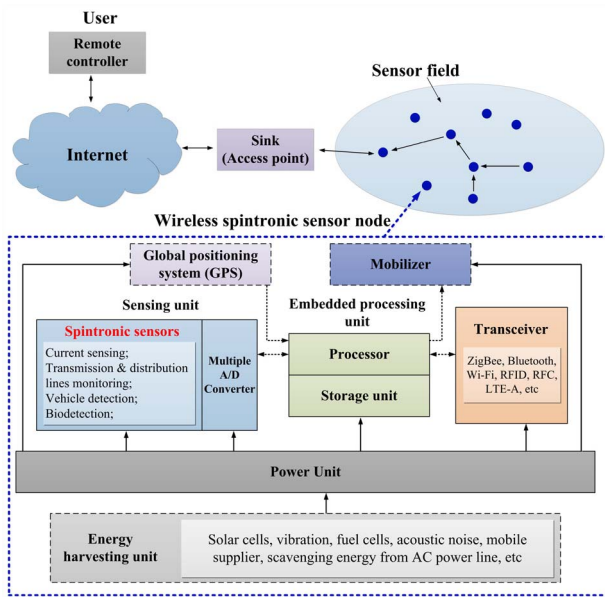 User
Remote
controller
Internet
Sink
(Access point)
Sensor field
Wireless spintronic sensor node
Global positioning
system (GPS)
Mobilizer
Sensing unit
Embedded processing
unit
Spintronic sensors
Current sensing;
Transmission & distribution
lines monitoring;
Vehicle detection;
Biodetection;
Multiple
A/D
Converter
Processor
Storage unit
Transceiver
ZigBee, Bluetooth,
Wi-Fi, RFID, RFC,
LTE-A, etc
Power Unit
Energy
harvesting unit
Solar cells, vibration, fuel cells, acoustic noise, mobile
supplier, scavenging energy from AC power line, etc